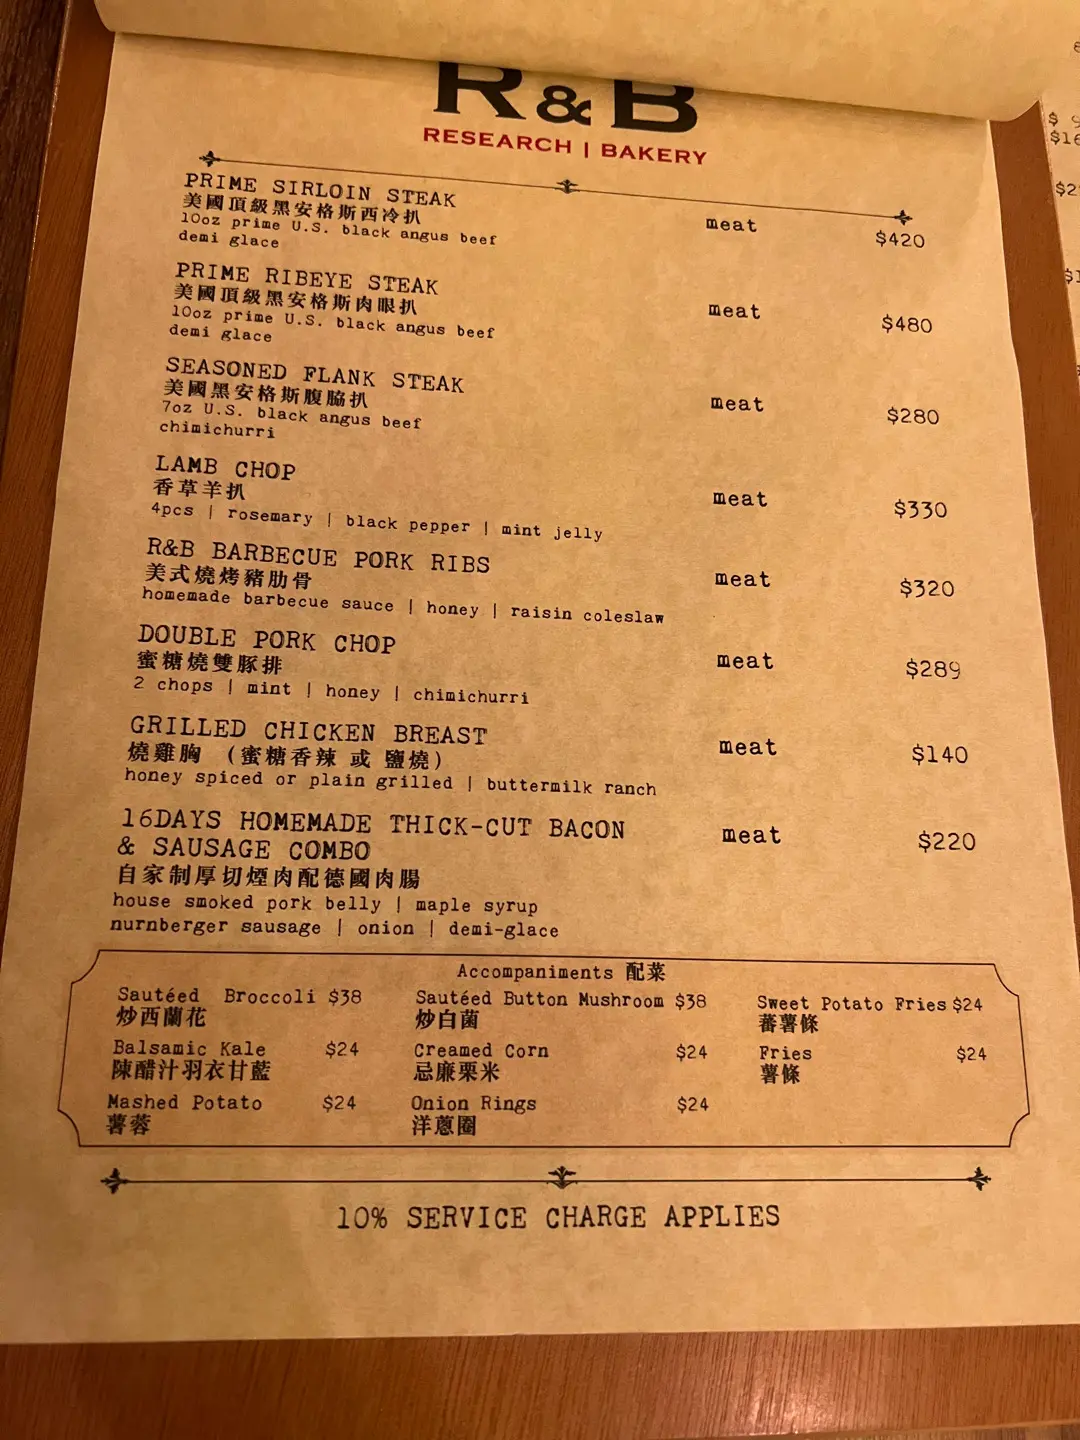 R&B
RESEARCH | BAKERY
PRIME SIRLOIN STEAK
美國頂級黑安格斯西冷扒
10oz prime U.S. black angus beef
demi glace
meat $420
PRIME RIBEYE STEAK
美國頂級黑安格斯肉眼扒
10oz prime U.S. black angus beef
demi glace
meat $480
SEASONED FLANK STEAK
美國黑安格斯腹脇扒
7oz U.S. black angus beef
chimichurri
meat $280
LAMB CHOP
香草羊扒
4pcs | rosemary | black pepper | mint jelly
meat $330
R&B BARBECUE PORK RIBS
美式燒烤豬肋骨
homemade barbecue sauce | honey | raisin coleslaw
meat $320
DOUBLE PORK CHOP
蜜糖燒雙豚排
2 chops | mint | honey | chimichurri
meat $289
GRILLED CHICKEN BREAST
燒雞胸 (蜜糖香辣 或 鹽燒)
honey spiced or plain grilled | buttermilk ranch
meat $140
16DAYS HOMEMADE THICK-CUT BACON
& SAUSAGE COMBO
自家制厚切煙肉配德國肉腸
house smoked pork belly | maple syrup
nurnberger sausage | onion | demi-glace
meat $220
Accompaniments 配菜
Sautéed Broccoli $38
炒西蘭花
Balsamic Kale $24
陳醋汁羽衣甘藍
Mashed Potato $24
薯蓉
Sautéed Button Mushroom $38
炒白菌
Creamed Corn $24
忌廉粟米
Onion Rings $24
洋蔥圈
Sweet Potato Fries $24
蕃薯條
Fries $24
薯條
10% SERVICE CHARGE APPLIES